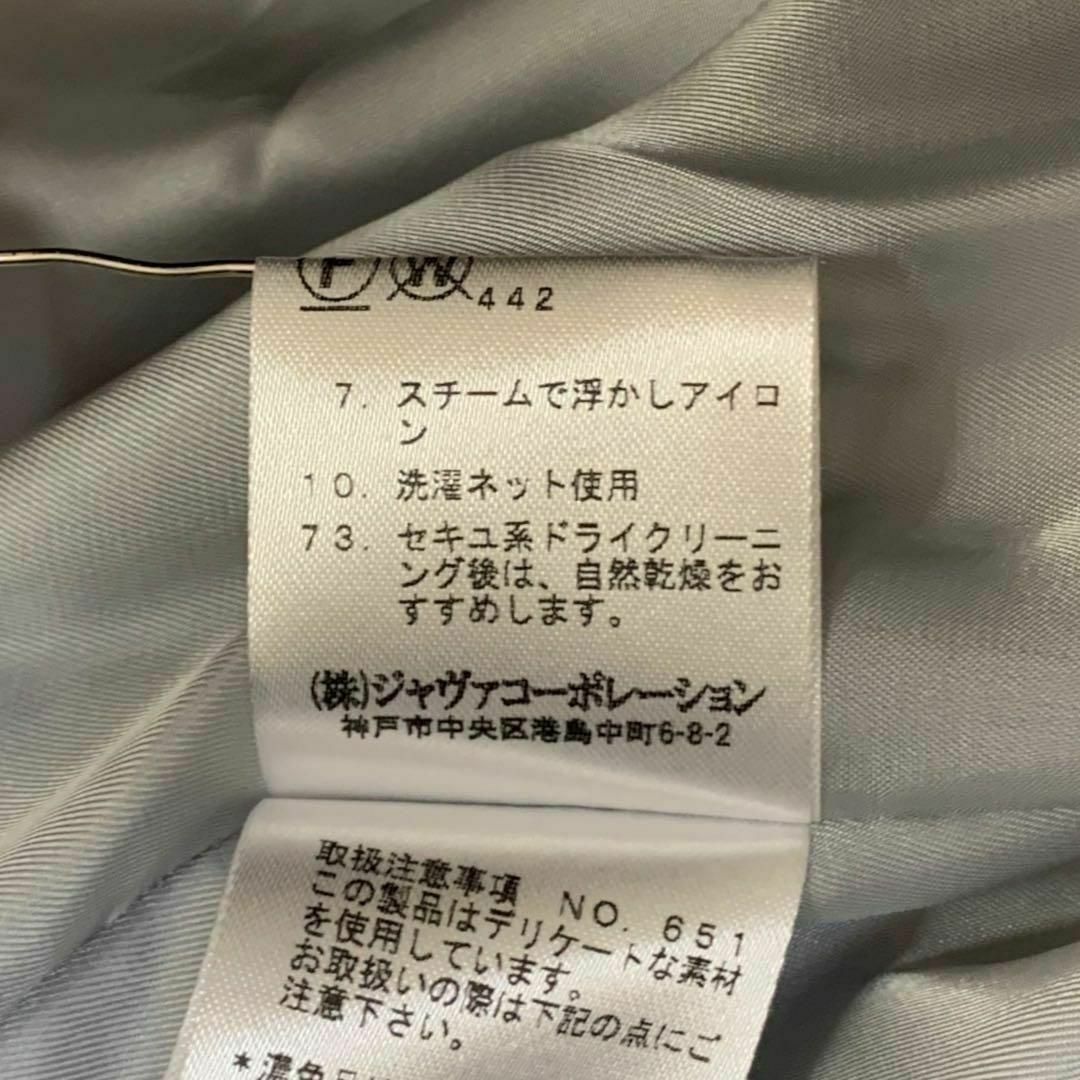 F W 442
7. スチームで浮かしアイロ
ン
10. 洗濯ネット使用
73. セキユ系ドライクリーニ
ング後は、自然乾燥をお
すすめします。
(株)ジャヴァコーポレーション
神戸市中央区港島中町6-8-2
取扱注意事項 NO. 651
この製品はデリケートな素材
を使用しています。
お取扱いの際は下記の点にご
注意下さい。
*濃色